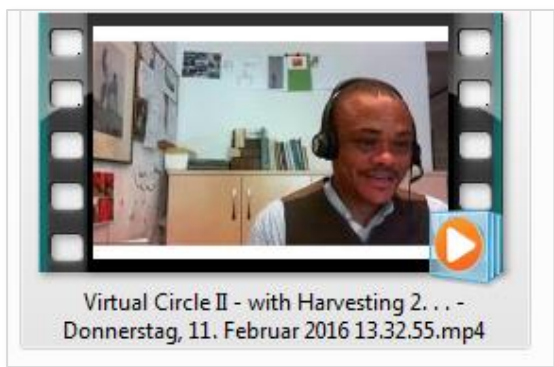 Virtual Circle II - with Harvesting 2. . . -
Donnerstag, 11. Februar 2016 13.32.55.mp4